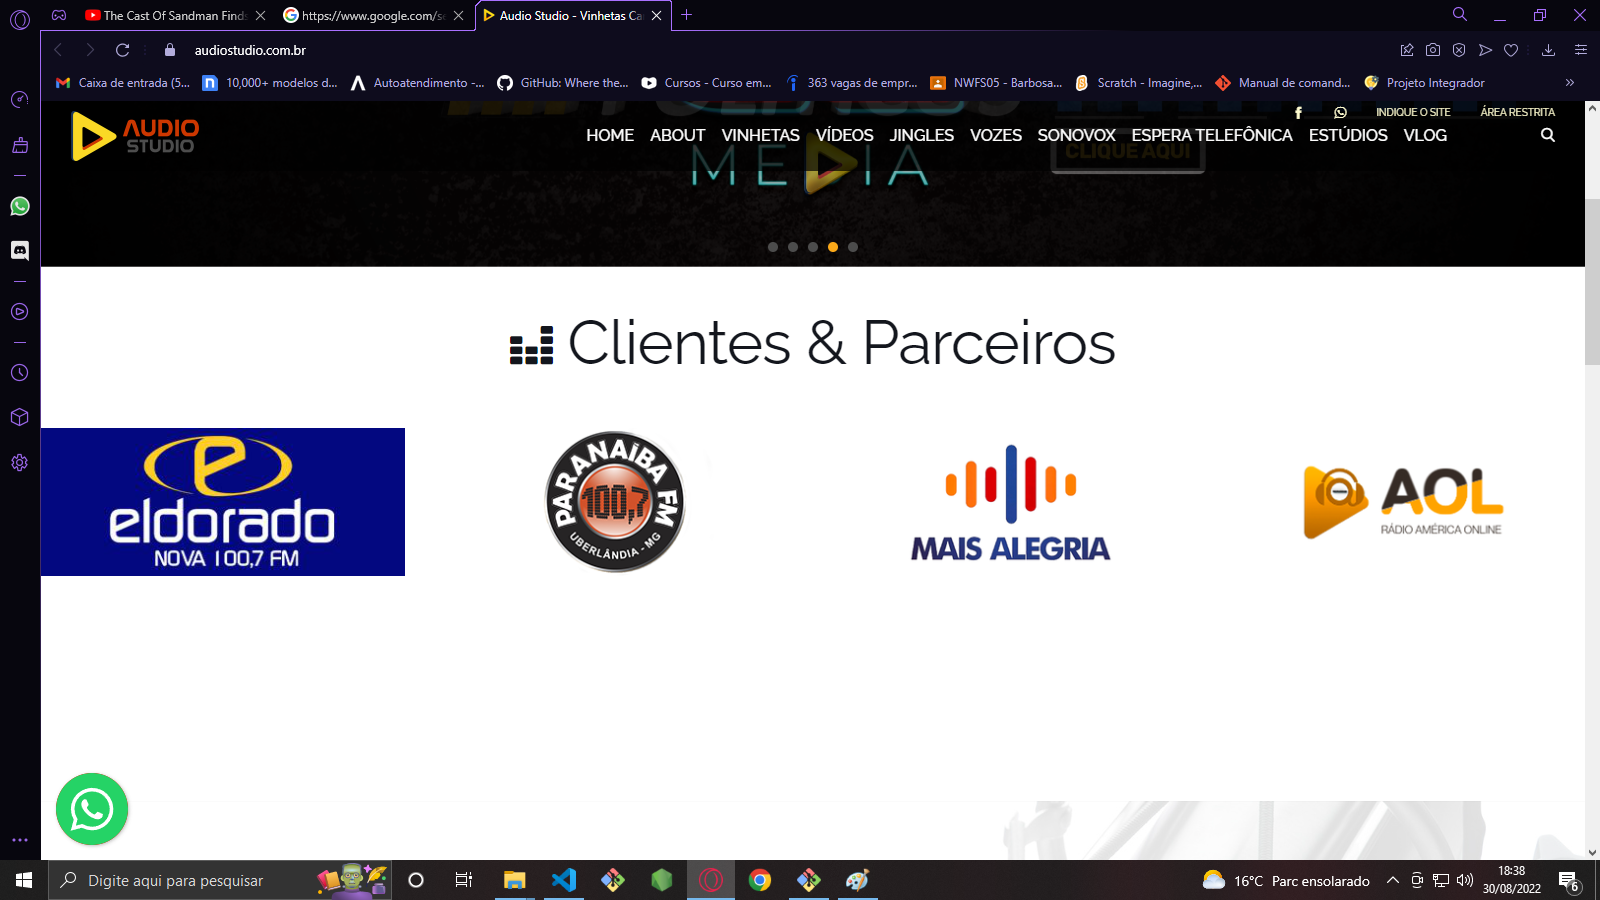 The Cast Of Sandman Finds
https://www.google.com/se
Audio Studio - Vinhetas Ca
audiostudio.com.br
Caixa de entrada (5...
10,000+ modelos d...
Autoatendimento -...
GitHub: Where the...
Cursos - Curso em...
363 vagas de empr...
NWFS05 - Barbosa...
Scratch - Imagine,...
Manual de comand...
Projeto Integrador
INDIQUE O SITE
ÁREA RESTRITA
AUDIO
STUDIO
HOME
ABOUT
VINHETAS
VÍDEOS
JINGLES
VOZES
SONOVOX
ESPERA TELEFÔNICA
ESTÚDIOS
VLOG
CLIQUE AQUI
MEDIA
Clientes & Parceiros
eldorado
NOVA 100,7 FM
PARANAÍBA FM
100,7
UBERLÂNDIA - MG
MAIS ALEGRIA
AOL
RÁDIO AMÉRICA ONLINE
Digite aqui para pesquisar
16°C Parc ensolarado
18:38
30/08/2022
6